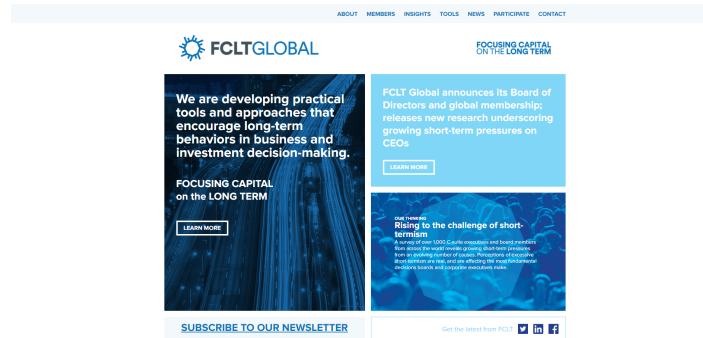 ABOUT MEMBERS INSIGHTS TOOLS NEWS PARTICIPATE CONTACT
FCLTGLOBAL
FOCUSING CAPITAL
ON THE LONG TERM
We are developing practical
tools and approaches that
encourage long-term
behaviors in business and
investment decision-making.
FOCUSING CAPITAL
on the LONG TERM
LEARN MORE
FCLT Global announces its Board of
Directors and global membership;
releases new research underscoring
growing short-term pressures on
CEOs
LEARN MORE
OUR THINKING
Rising to the challenge of short-
termism
A survey of over 1,000 C-suite executives and board members
from across the world reveals growing short-term pressures
from an evolving number of causes. Perceptions of excessive
short-termism are real, and are affecting the most fundamental
decisions boards and corporate executives make.
SUBSCRIBE TO OUR NEWSLETTER
Get the latest from FCLT